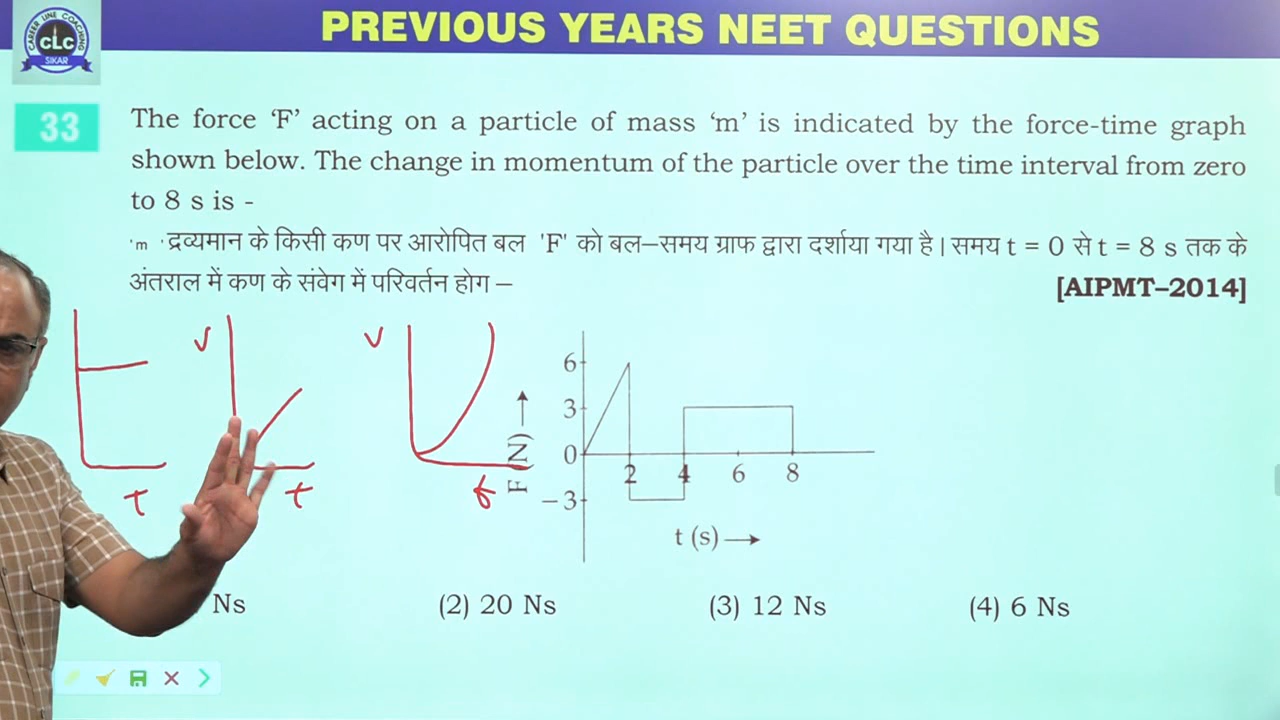 PREVIOUS YEARS NEET QUESTIONS
CAREER LINE COACHING
CLC
SIKAR
33
The force ‘F’ acting on a particle of mass ‘m’ is indicated by the force-time graph
shown below. The change in momentum of the particle over the time interval from zero
to 8 s is -
'm ' द्रव्यमान के किसी कण पर आरोपित बल 'F' को बल–समय ग्राफ द्वारा दर्शाया गया है। समय t = 0 से t = 8 s तक के
अंतराल में कण के संवेग में परिवर्तन होग –
[AIPMT–2014]
v
v
t
t
t
6
3
0
–3
2
4
6
8
F (N)
t (s)
Ns
(2) 20 Ns
(3) 12 Ns
(4) 6 Ns